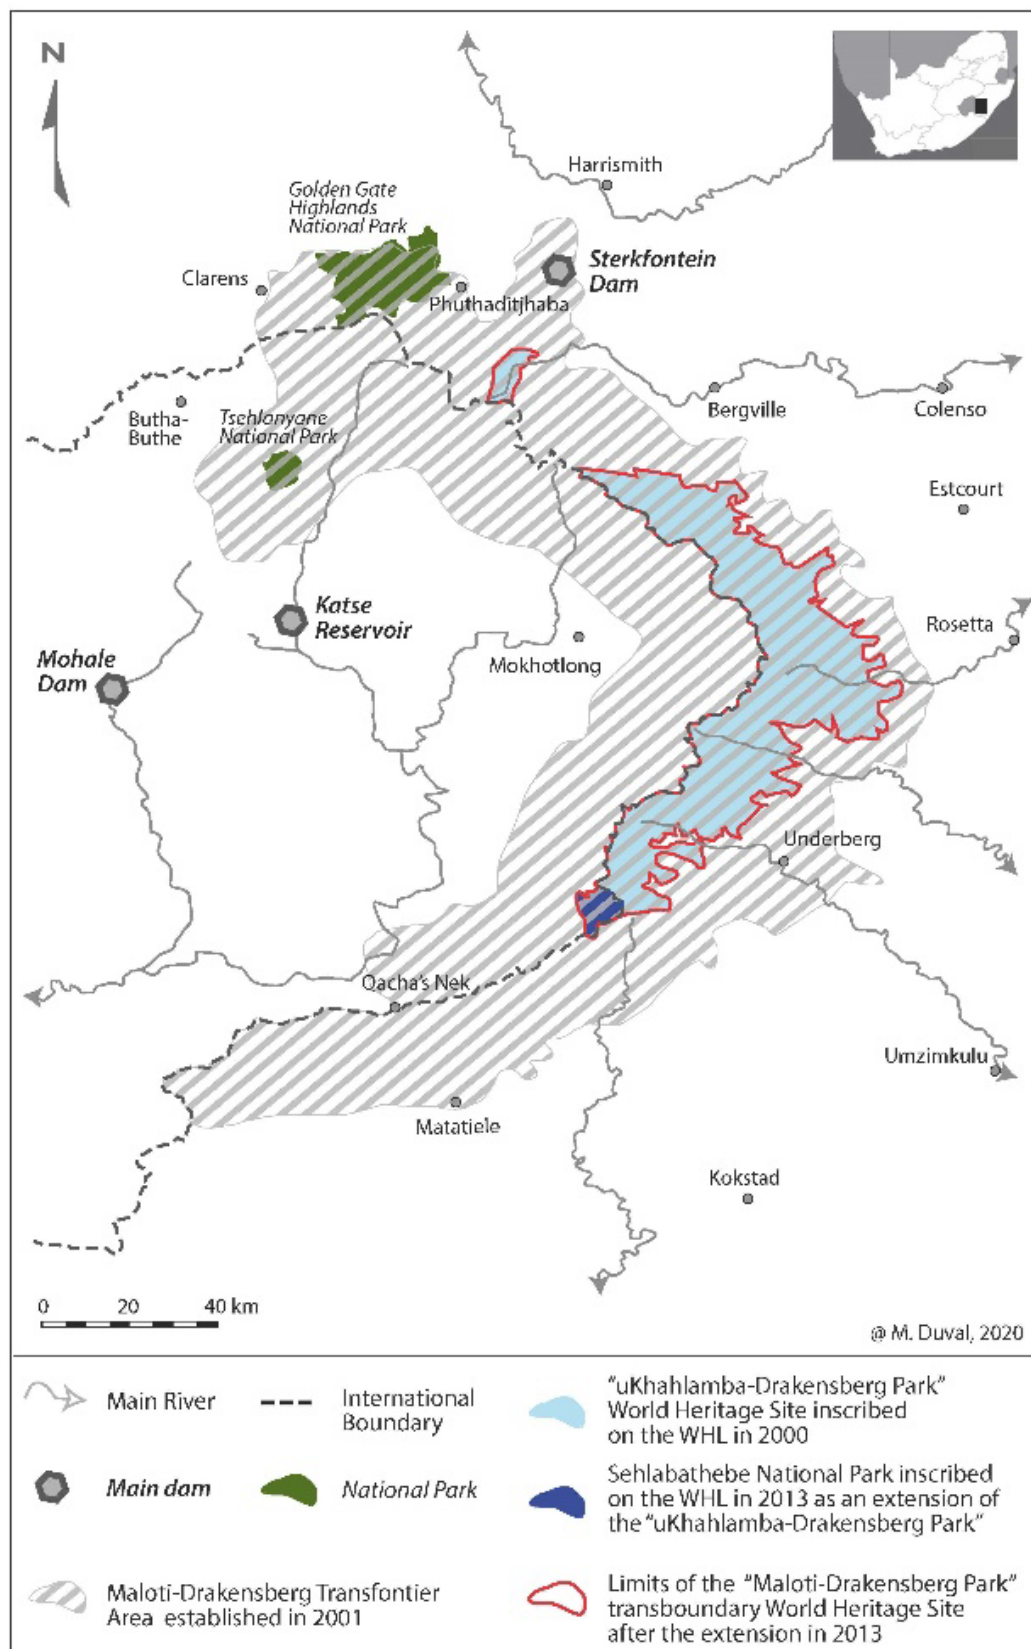 N
Harrismith
Golden Gate
Highlands
National Park
Sterkfontein
Dam
Clarens
Phuthaditjhaba
Butha-
Buthe
Tsehlanyane
National Park
Bergville
Colenso
Estcourt
Katse
Reservoir
Rosetta
Mokhotlong
Mohale
Dam
Underberg
Qacha's Nek
Umzimkulu
Matatiele
Kokstad
0 20 40 km
@ M. Duval, 2020
Main River
International
Boundary
"uKhahlamba-Drakensberg Park"
World Heritage Site inscribed
on the WHL in 2000
Main dam
National Park
Sehlabathebe National Park inscribed
on the WHL in 2013 as an extension of
the "uKhahlamba-Drakensberg Park"
Maloti-Drakensberg Transfontier
Area established in 2001
Limits of the "Maloti-Drakensberg Park"
transboundary World Heritage Site
after the extension in 2013